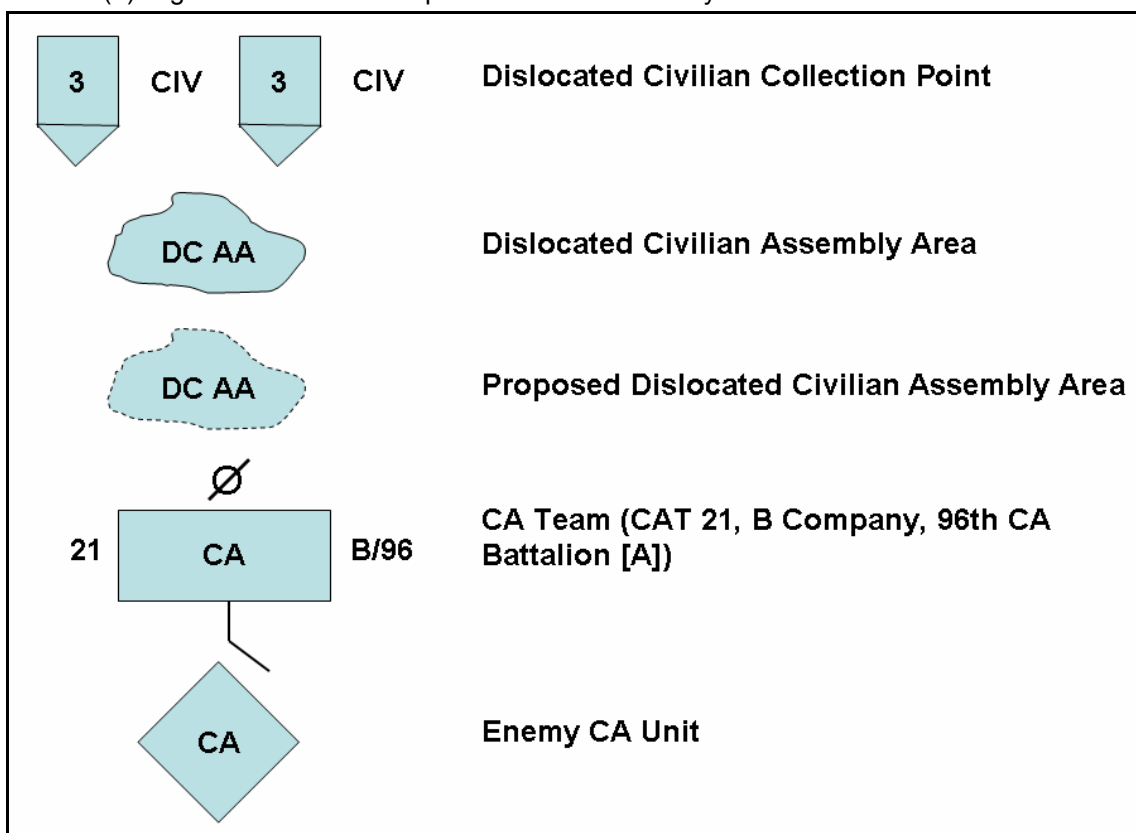 3 CIV 3 CIV Dislocated Civilian Collection Point
DC AA Dislocated Civilian Assembly Area
DC AA Proposed Dislocated Civilian Assembly Area
21 CA B/96 CA Team (CAT 21, B Company, 96th CA
Battalion [A])
CA Enemy CA Unit